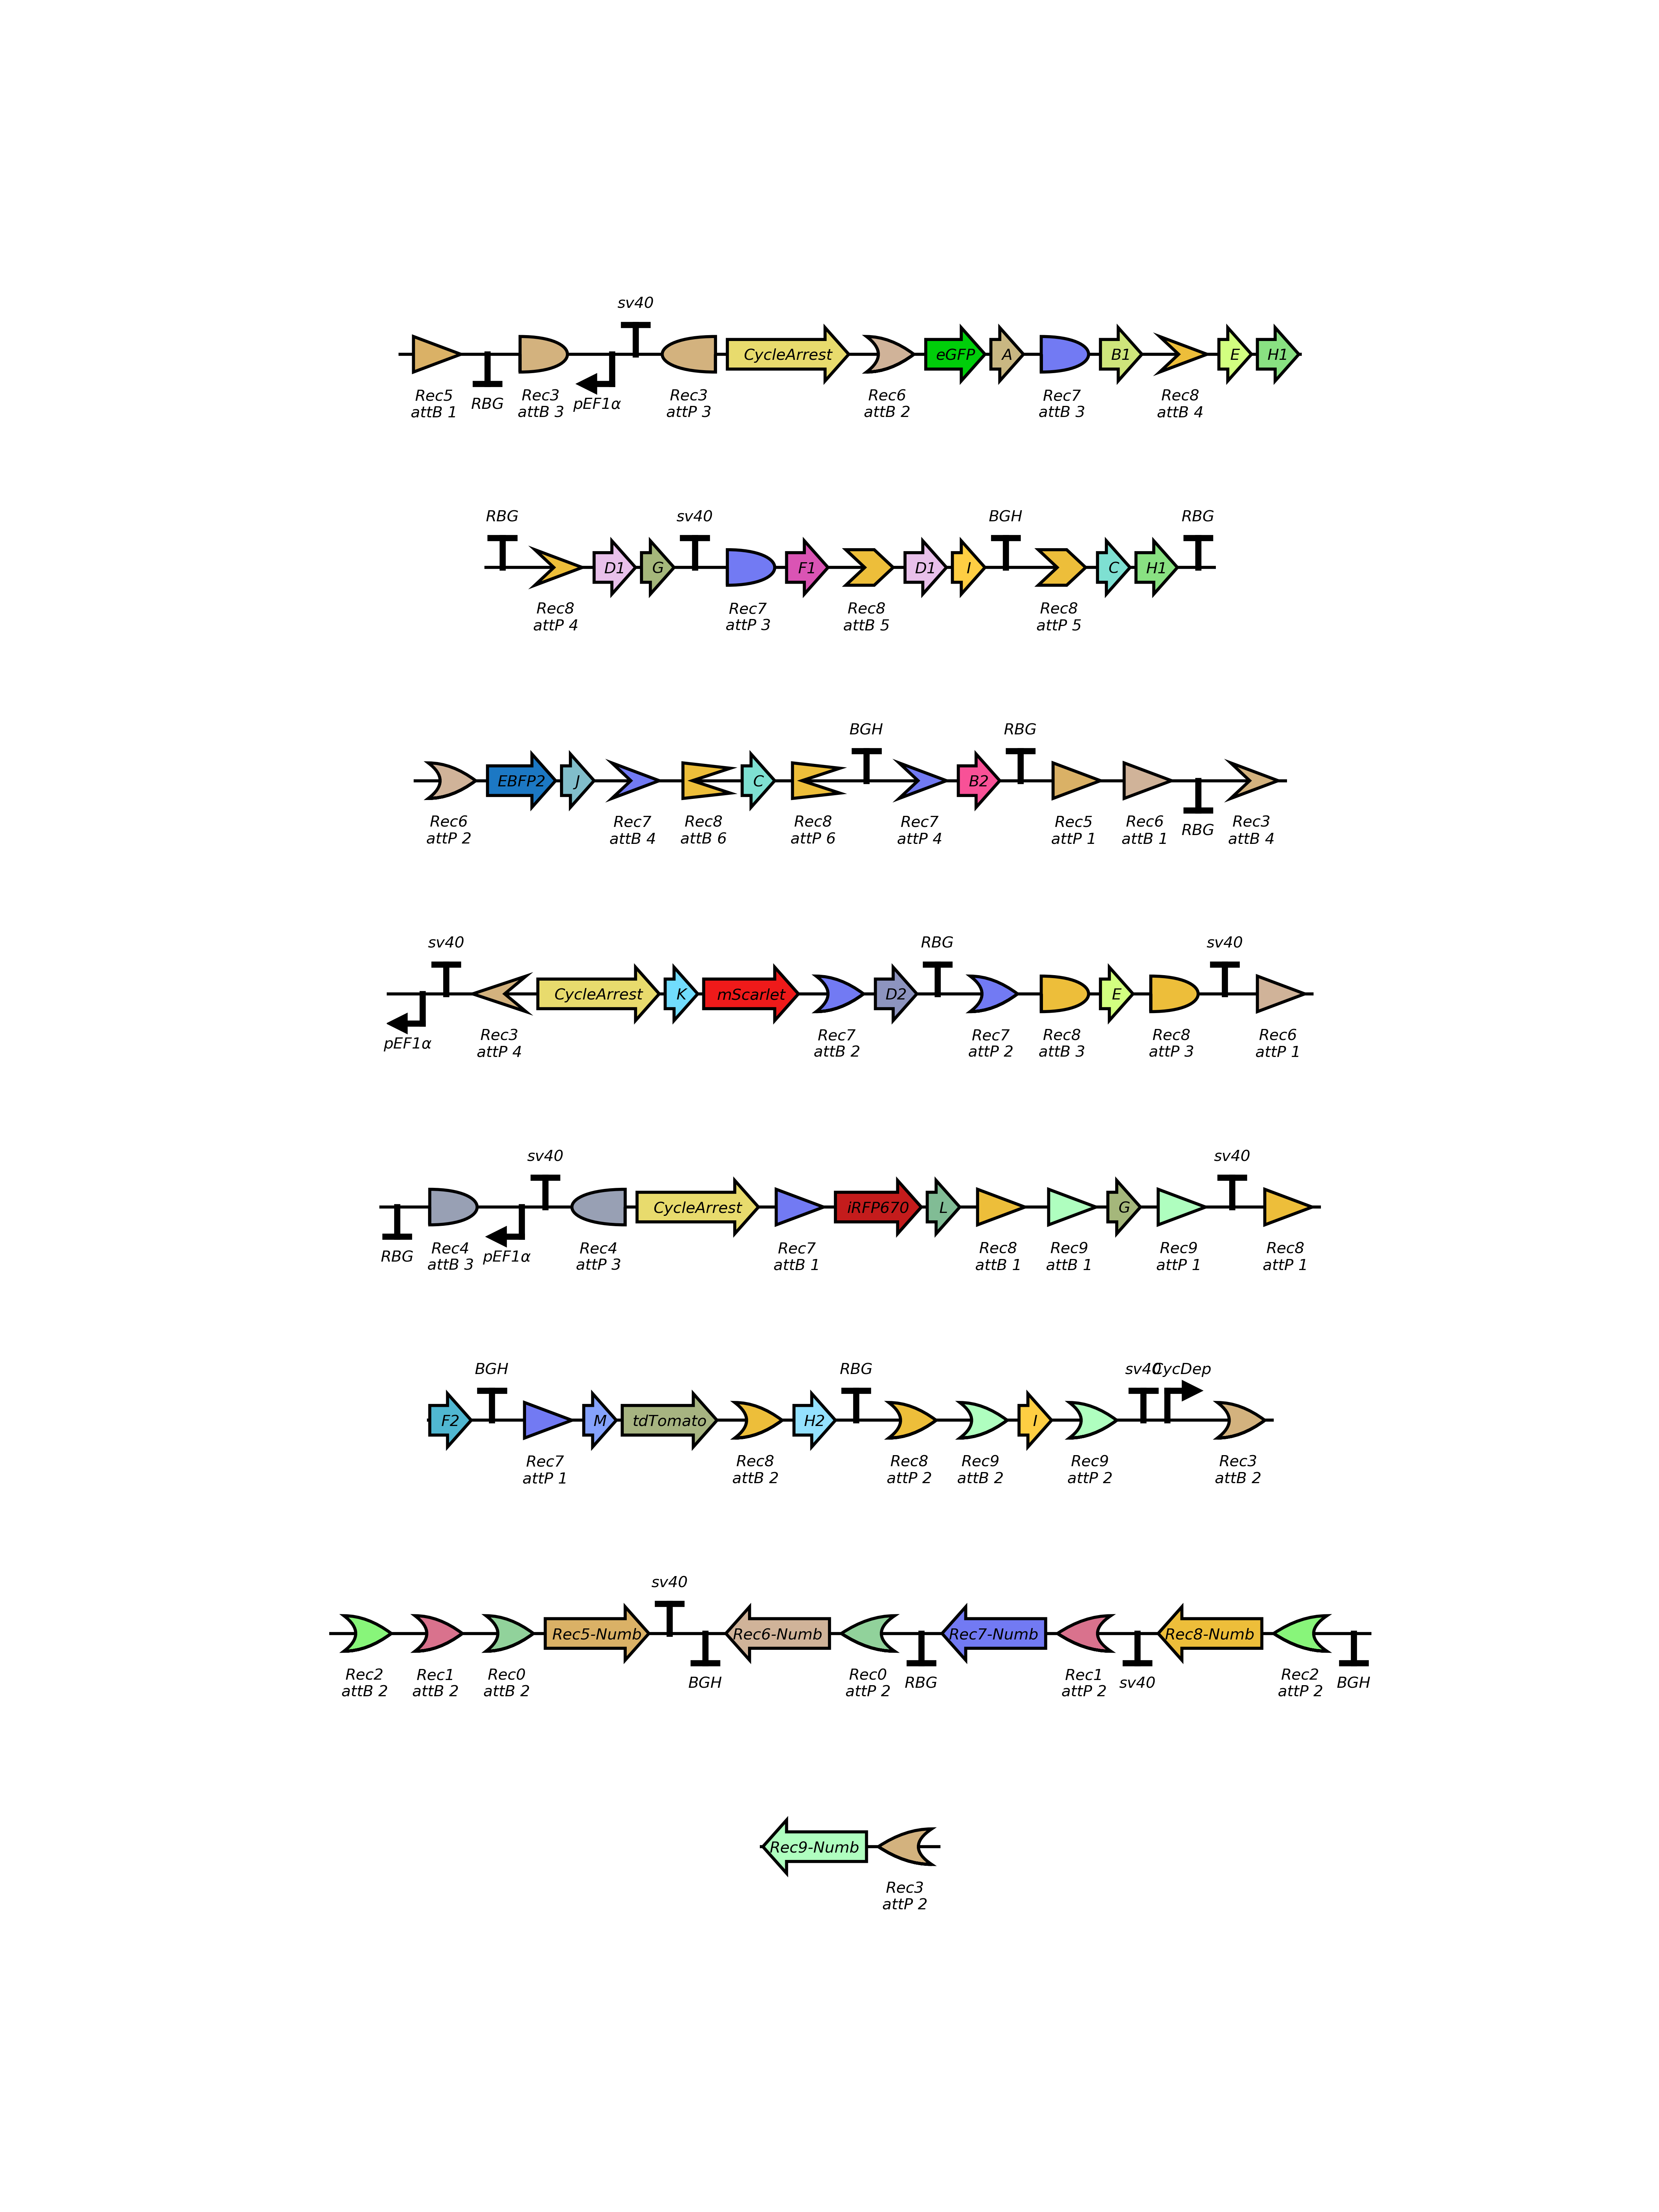 sv40
CycleArrest eGFP A B1 E H1
Rec5 attB 1 RBG Rec3 attB 3 pEF1α Rec3 attP 3 Rec6 attB 2 Rec7 attB 3 Rec8 attB 4
RBG sv40 BGH RBG
D1 G F1 D1 I C H1
Rec8 attP 4 Rec7 attP 3 Rec8 attB 5 Rec8 attP 5
BGH RBG
EBFP2 J C B2
Rec6 attP 2 Rec7 attB 4 Rec8 attB 6 Rec8 attP 6 Rec7 attP 4 Rec5 attP 1 Rec6 attB 1 RBG Rec3 attB 4
sv40 RBG sv40
CycleArrest K mScarlet D2 E
pEF1α Rec3 attP 4 Rec7 attB 2 Rec7 attP 2 Rec8 attB 3 Rec8 attP 3 Rec6 attP 1
sv40 sv40
CycleArrest iRFP670 L G
RBG Rec4 attB 3 pEF1α Rec4 attP 3 Rec7 attB 1 Rec8 attB 1 Rec9 attB 1 Rec9 attP 1 Rec8 attP 1
BGH RBG sv40 CycDep
F2 M tdTomato H2 I
Rec7 attP 1 Rec8 attB 2 Rec8 attP 2 Rec9 attB 2 Rec9 attP 2 Rec3 attB 2
sv40
Rec5-Numb Rec6-Numb Rec7-Numb Rec8-Numb
Rec2 attB 2 Rec1 attB 2 Rec0 attB 2 BGH Rec0 attP 2 RBG Rec1 attP 2 sv40 Rec2 attP 2 BGH
Rec9-Numb
Rec3 attP 2